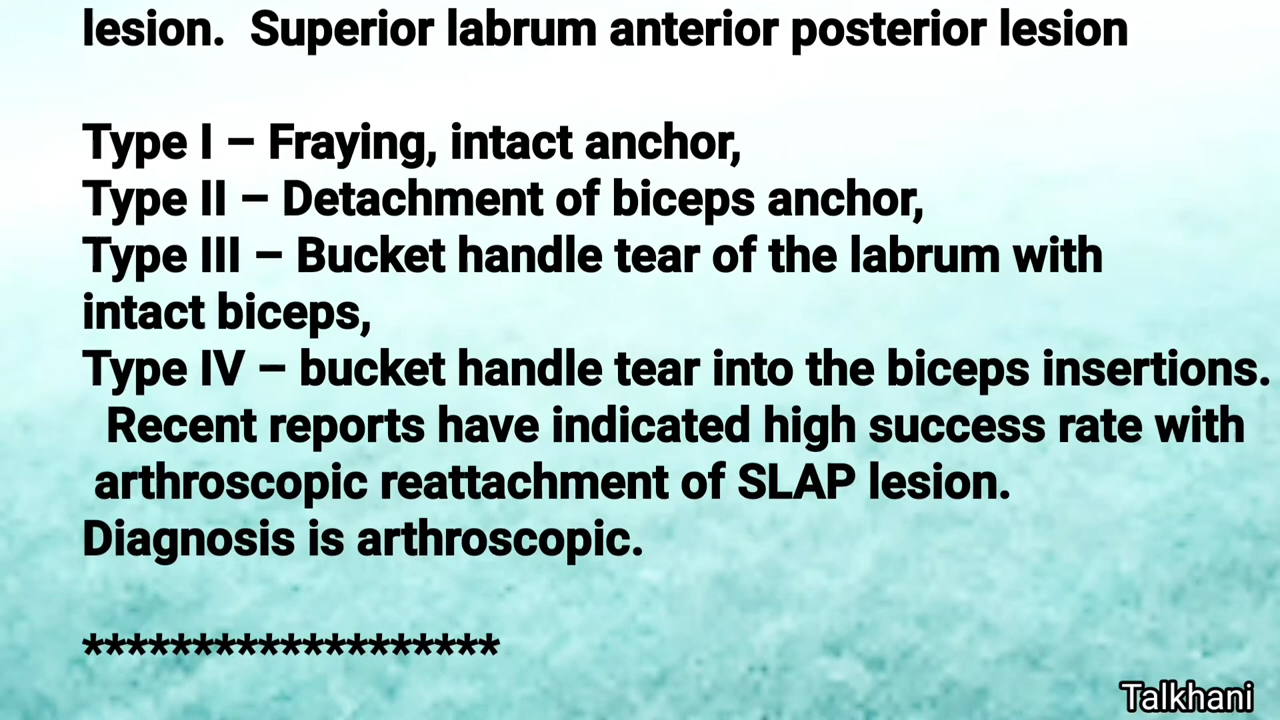 lesion.  Superior labrum anterior posterior lesion
Type I – Fraying, intact anchor,
Type II – Detachment of biceps anchor,
Type III – Bucket handle tear of the labrum with
intact biceps,
Type IV – bucket handle tear into the biceps insertions.
Recent reports have indicated high success rate with
arthroscopic reattachment of SLAP lesion.
Diagnosis is arthroscopic.
*******************
Talkhani